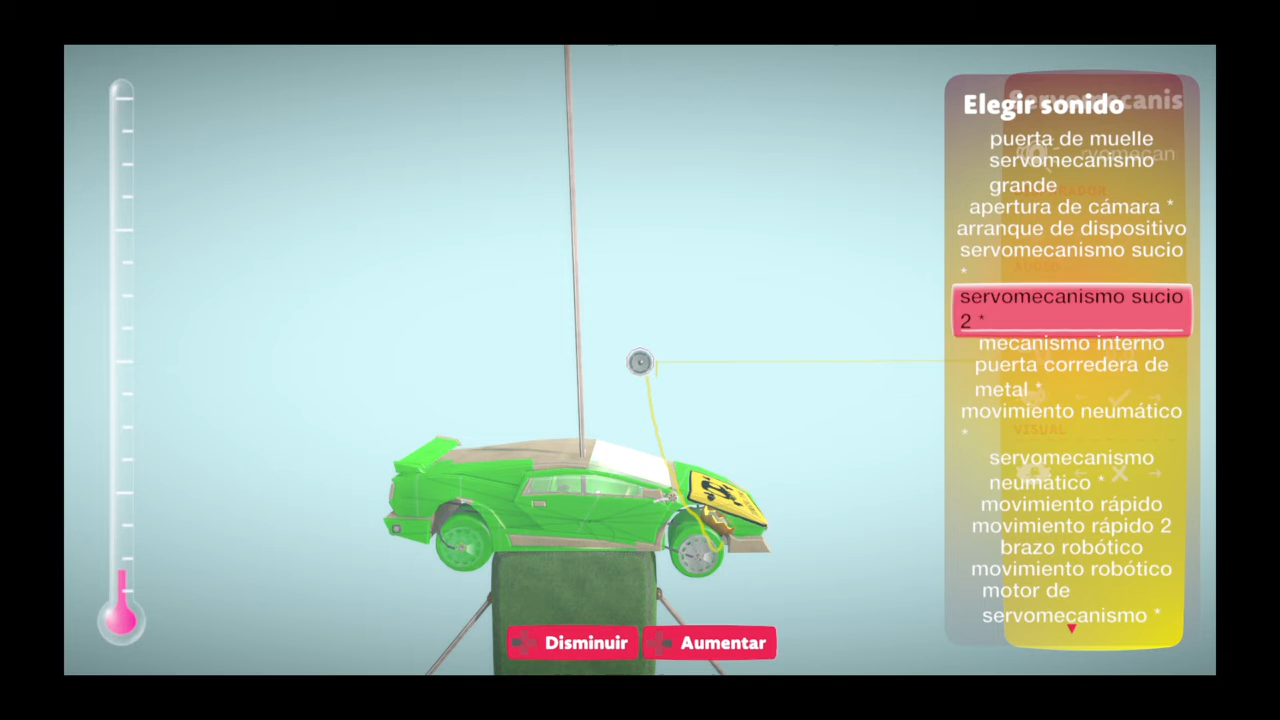 Servomecanis
Elegir sonido
puerta de muelle
servomecanismo
grande
apertura de cámara *
arranque de dispositivo
servomecanismo sucio
*
servomecanismo sucio
2 *
mecanismo interno
puerta corredera de
metal *
movimiento neumático
*
VISUAL
servomecanismo
neumático *
movimiento rápido
movimiento rápido 2
brazo robótico
movimiento robótico
motor de
servomecanismo *
Disminuir
Aumentar